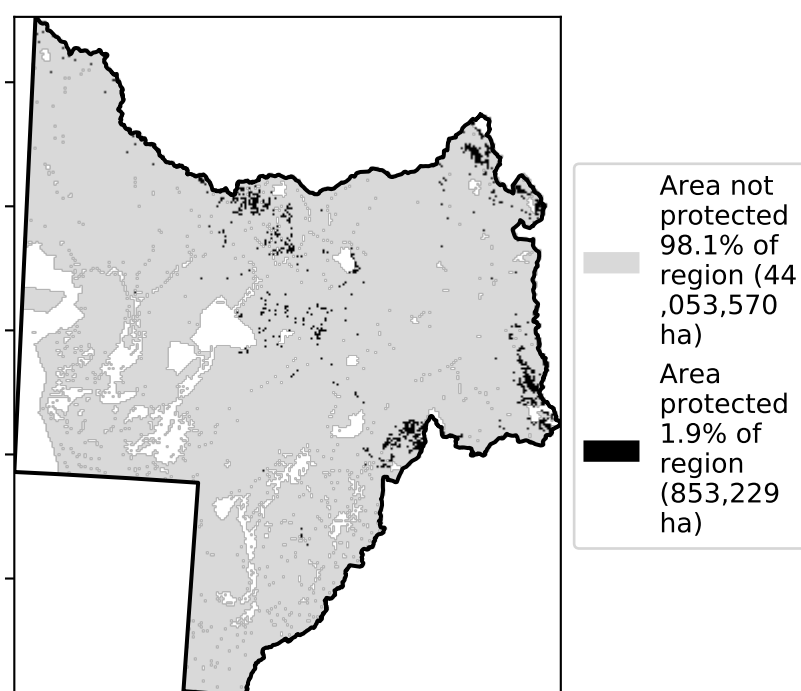 Area not
protected
98.1% of
region (44
,053,570
ha)
Area
protected
1.9% of
region
(853,229
ha)